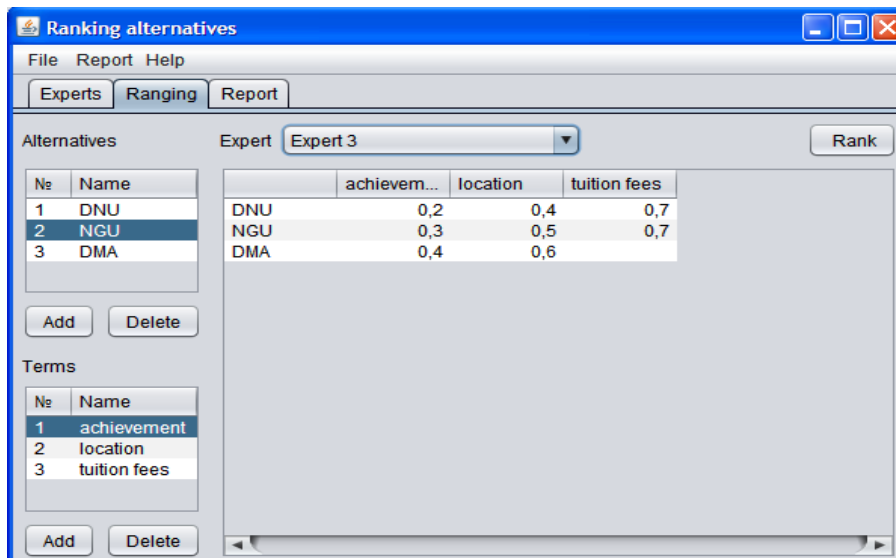 Ranking alternatives
File Report Help
Experts Ranging Report
Alternatives Expert Expert 3 Rank
№ Name
1 DNU
2 NGU
3 DMA
Add Delete
achievem... location tuition fees
DNU 0,2 0,4 0,7
NGU 0,3 0,5 0,7
DMA 0,4 0,6
Terms
№ Name
1 achievement
2 location
3 tuition fees
Add Delete